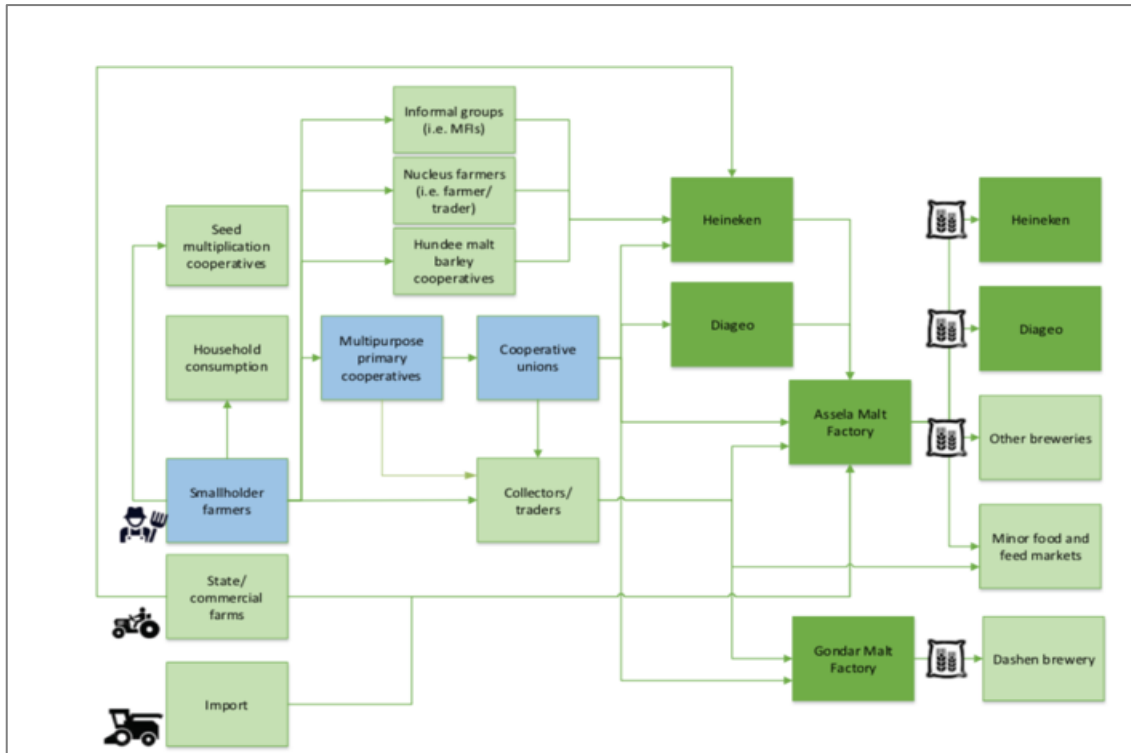 Informal groups
(i.e. MFIs)
Nucleus farmers
(i.e. farmer/
trader)
Hundee malt
barley
cooperatives
Seed
multiplication
cooperatives
Household
consumption
Multipurpose
primary
cooperatives
Cooperative
unions
Smallholder
farmers
Collectors/
traders
State/
commercial
farms
Import
Heineken
Diageo
Assela Malt
Factory
Gondar Malt
Factory
Heineken
Diageo
Other breweries
Minor food and
feed markets
Dashen brewery